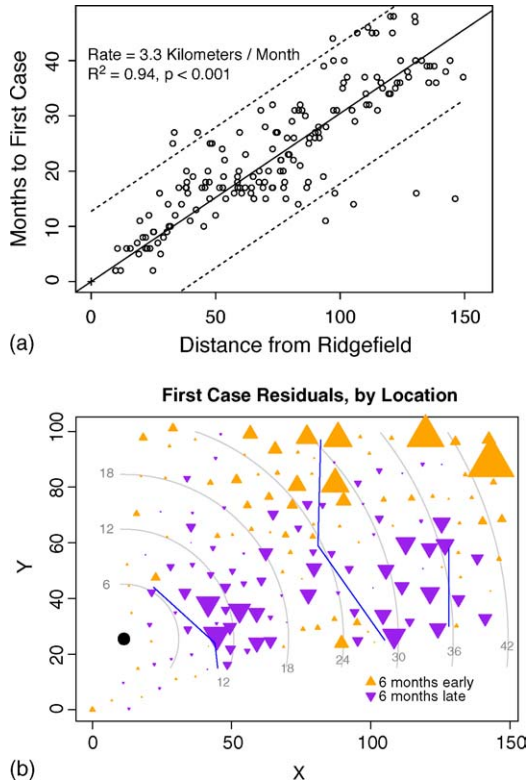 Rate = 3.3 Kilometers / Month
R² = 0.94, p < 0.001
Months to First Case
0 10 20 30 40
0 50 100 150
(a)
Distance from Ridgefield
First Case Residuals, by Location
Y
0 20 40 60 80 100
18
12
6
12
18
24
30
36
42
6 months early
6 months late
0 50 100 150
(b)
X